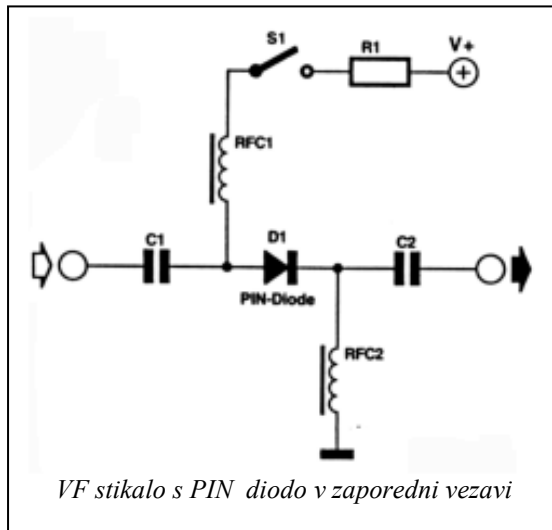 S1
R1
V+
RFC1
C1
D1
C2
PIN-Diode
RFC2
VF stikalo s PIN diodo v zaporedni vezavi